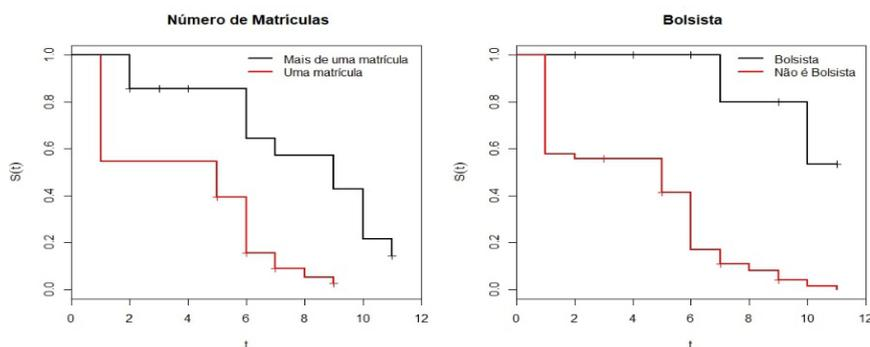 Número de Matrículas
Mais de uma matrícula
Uma matrícula
S(t)
1.0
0.8
0.6
0.4
0.2
0.0
0 2 4 6 8 10 12
t
Bolsista
Bolsista
Não é Bolsista
S(t)
1.0
0.8
0.6
0.4
0.2
0.0
0 2 4 6 8 10 12
t